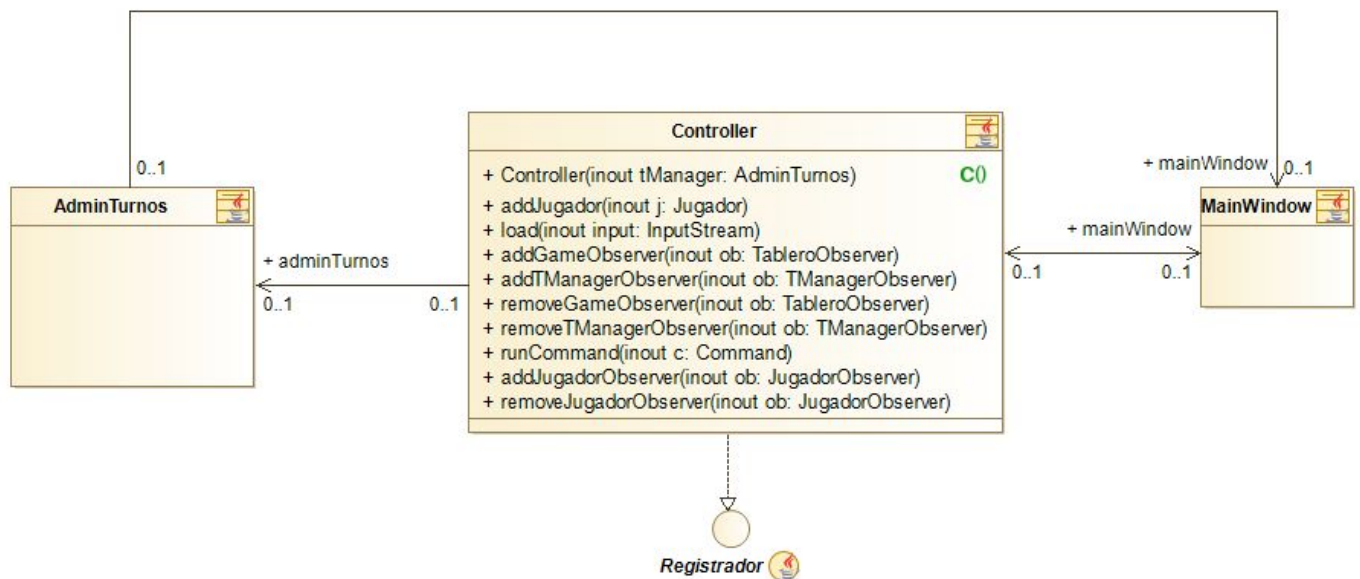 Controller
+ Controller(inout tManager: AdminTurnos) C()
+ addJugador(inout j: Jugador)
+ load(inout input: InputStream)
+ addGameObserver(inout ob: TableroObserver)
+ addTManagerObserver(inout ob: TManagerObserver)
+ removeGameObserver(inout ob: TableroObserver)
+ removeTManagerObserver(inout ob: TManagerObserver)
+ runCommand(inout c: Command)
+ addJugadorObserver(inout ob: JugadorObserver)
+ removeJugadorObserver(inout ob: JugadorObserver)
0..1
+ mainWindow
0..1
AdminTurnos
MainWindow
+ mainWindow
0..1
0..1
+ adminTurnos
0..1
0..1
Registrador